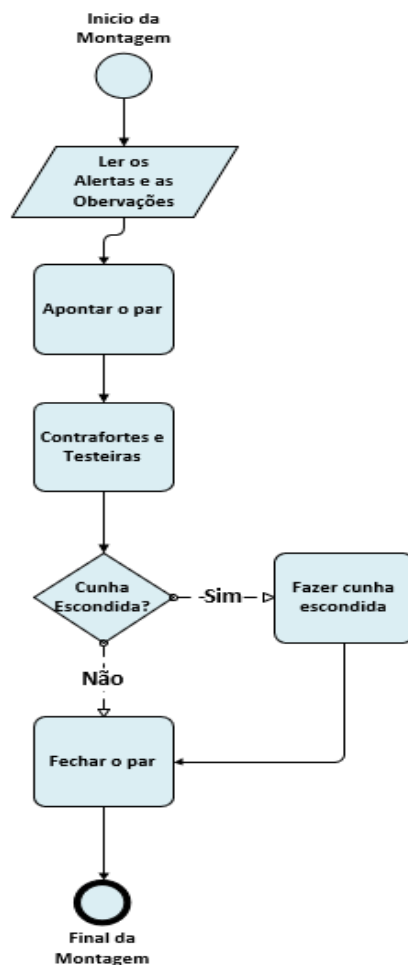 Inicio da
Montagem
Ler os
Alertas e as
Obervações
Apontar o par
Contrafortes e
Testeiras
Cunha
Escondida?
Sim
Fazer cunha
escondida
Não
Fechar o par
Final da
Montagem